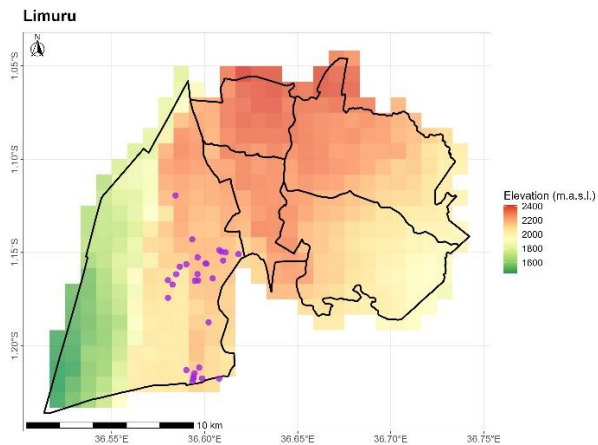 Limuru
N
1.05°S
1.10°S
1.15°S
1.20°S
Elevation (m.a.s.l.)
2400
2200
2000
1800
1600
10 km
36.55°E
36.60°E
36.65°E
36.70°E
36.75°E